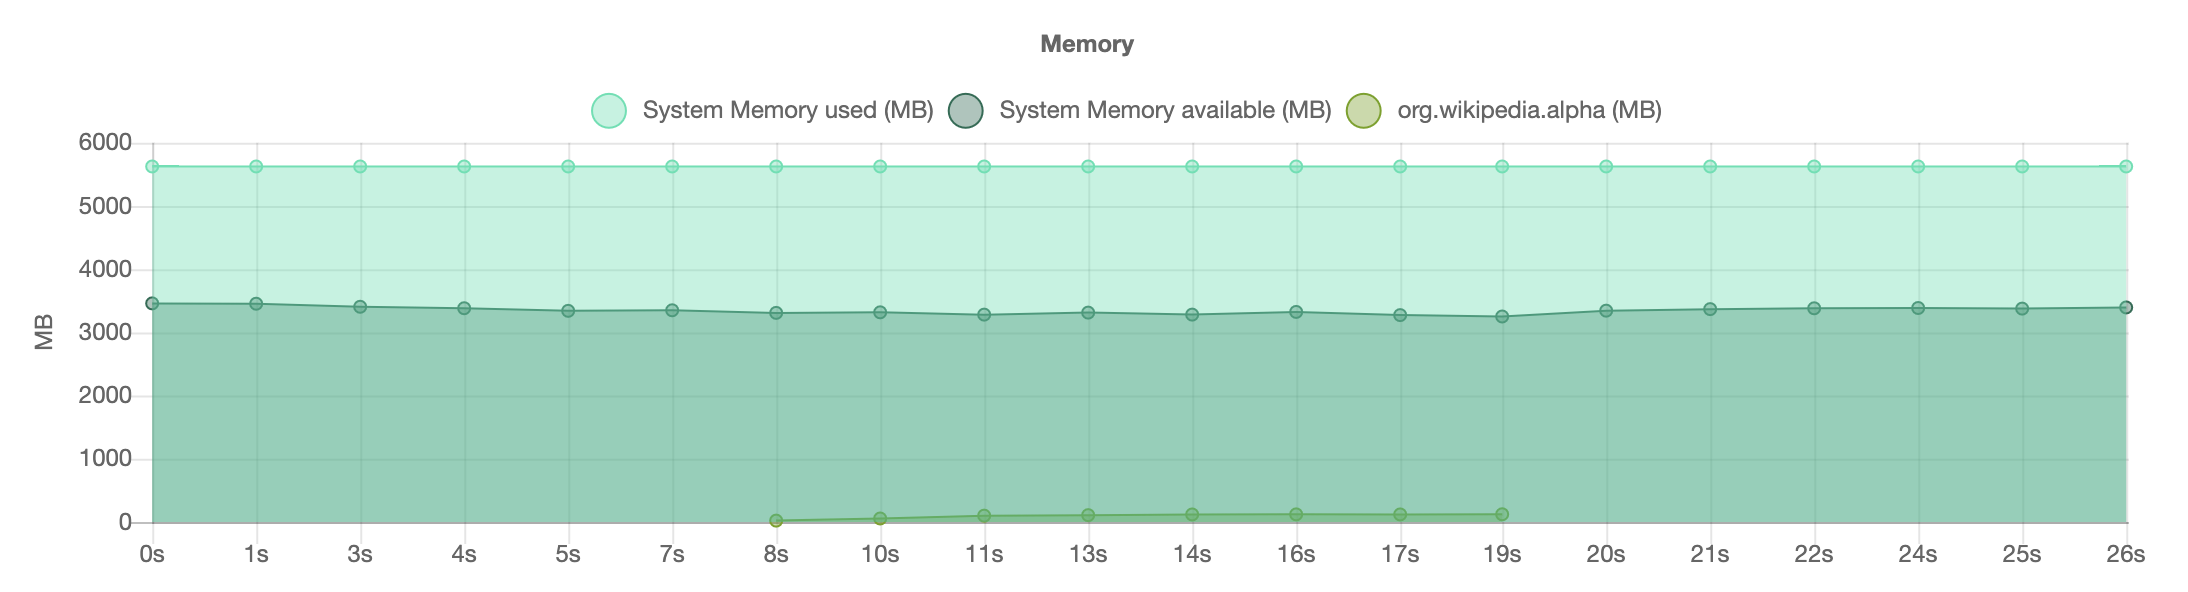 Memory
System Memory used (MB) System Memory available (MB) org.wikipedia.alpha (MB)
6000
5000
4000
3000
2000
1000
0
MB
0s 1s 3s 4s 5s 7s 8s 10s 11s 13s 14s 16s 17s 19s 20s 21s 22s 24s 25s 26s